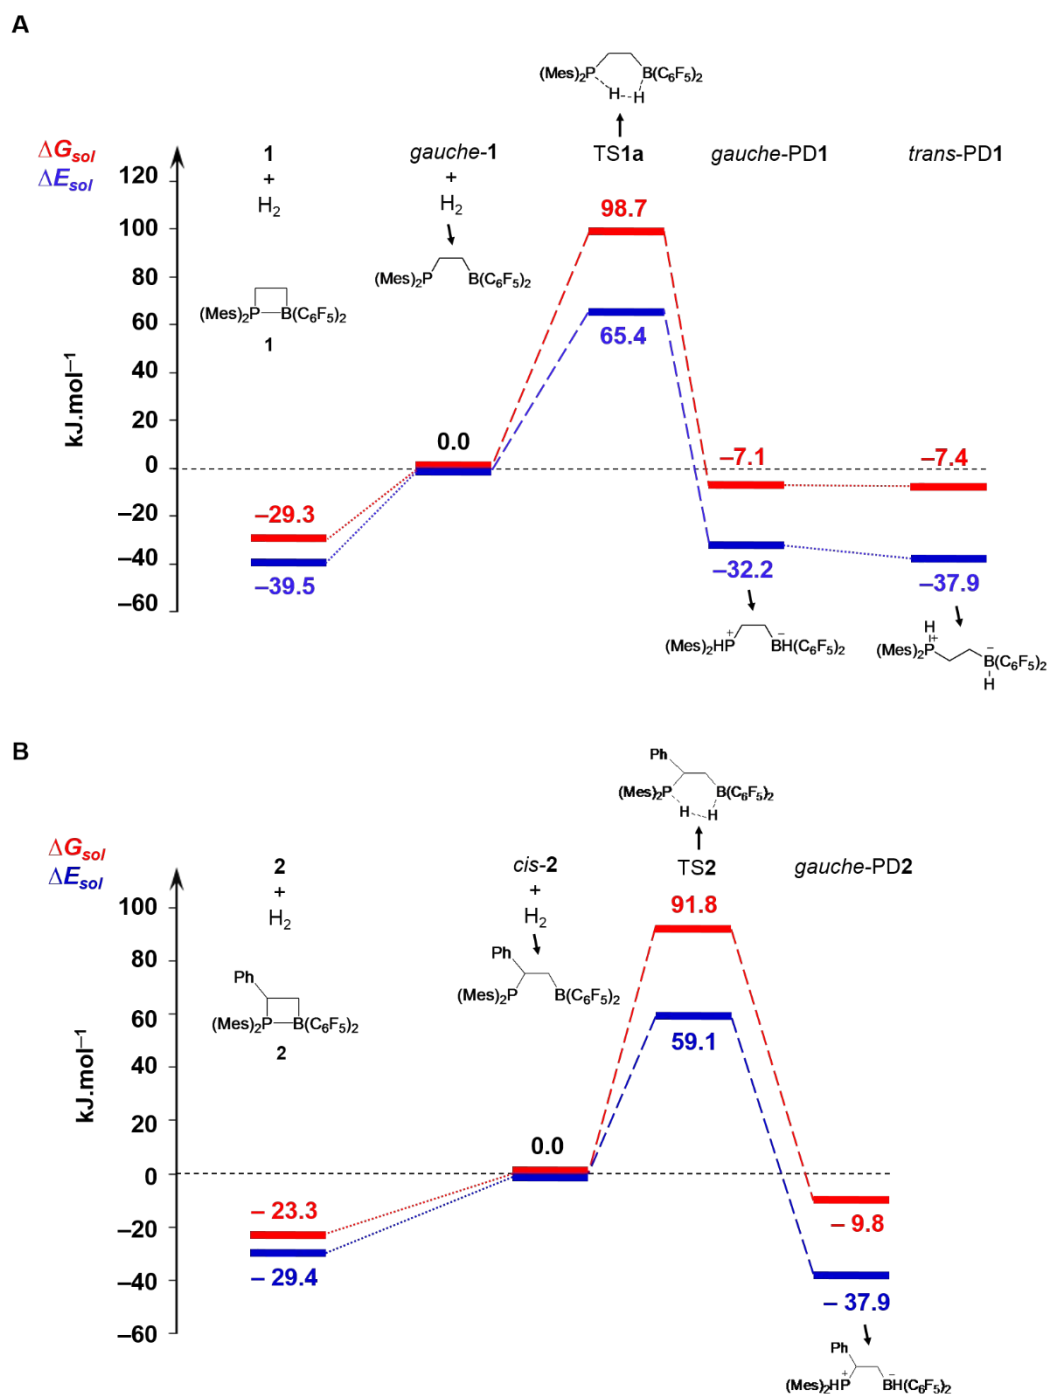 A
(Mes)₂P B(C₆F₅)₂
H H
ΔG_sol
ΔE_sol
1
+
H₂
gauche-1
+
H₂
TS1a
gauche-PD1
trans-PD1
kJ.mol⁻¹
120
100
80
60
40
20
0
−20
−40
−60
(Mes)₂P B(C₆F₅)₂
1
(Mes)₂P B(C₆F₅)₂
98.7
65.4
0.0
−29.3
−39.5
−7.1
−32.2
−7.4
−37.9
(Mes)₂HP⁺ BH⁻(C₆F₅)₂
H
(Mes)₂P⁺ B⁻(C₆F₅)₂
H
B
Ph
(Mes)₂P B(C₆F₅)₂
H H
ΔG_sol
ΔE_sol
2
+
H₂
cis-2
+
H₂
TS2
gauche-PD2
kJ.mol⁻¹
100
80
60
40
20
0
−20
−40
−60
Ph
(Mes)₂P B(C₆F₅)₂
2
Ph
(Mes)₂P B(C₆F₅)₂
91.8
59.1
0.0
− 23.3
− 29.4
− 9.8
− 37.9
Ph
(Mes)₂HP⁺ BH⁻(C₆F₅)₂